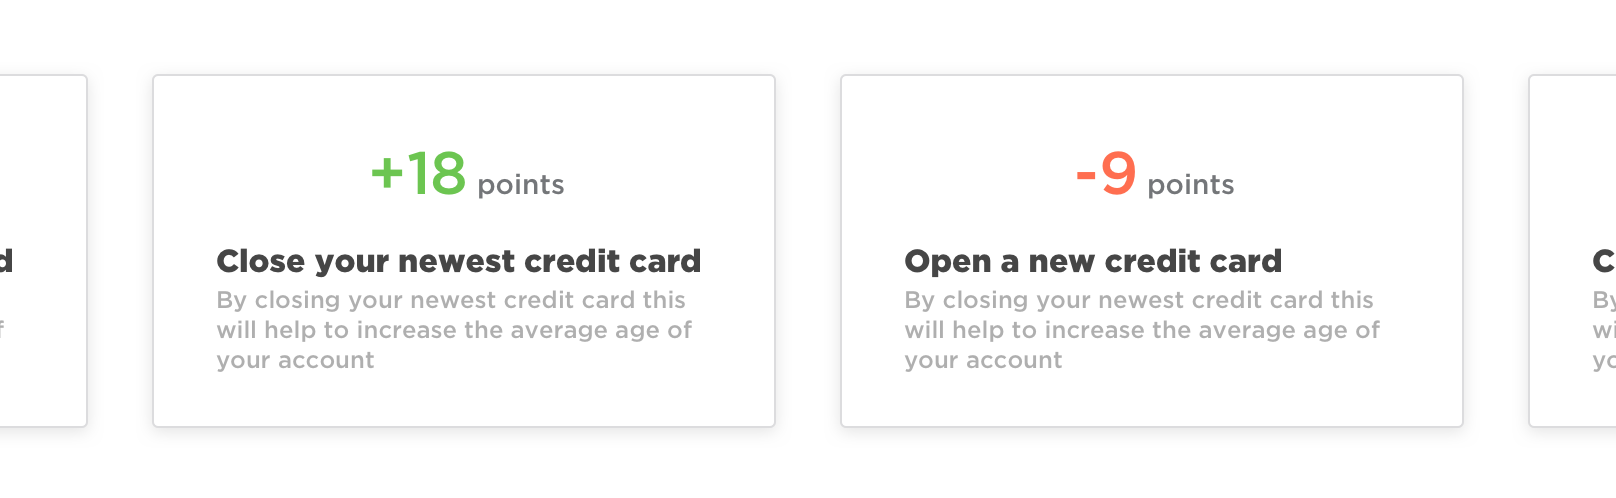 +18 points
Close your newest credit card
By closing your newest credit card this
will help to increase the average age of
your account
-9 points
Open a new credit card
By closing your newest credit card this
will help to increase the average age of
your account